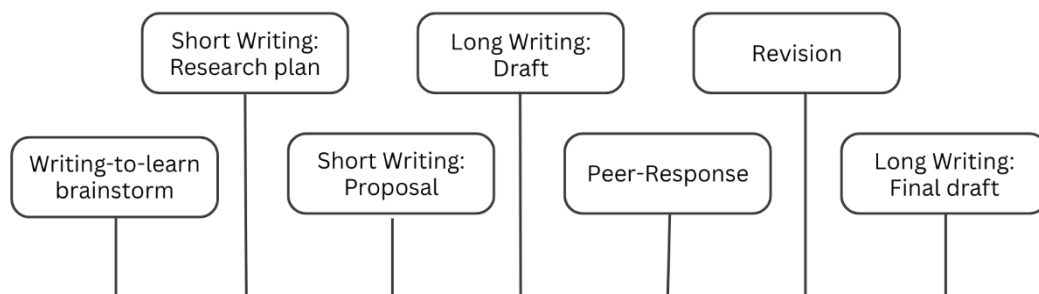 Writing-to-learn
brainstorm
Short Writing:
Research plan
Short Writing:
Proposal
Long Writing:
Draft
Peer-Response
Revision
Long Writing:
Final draft